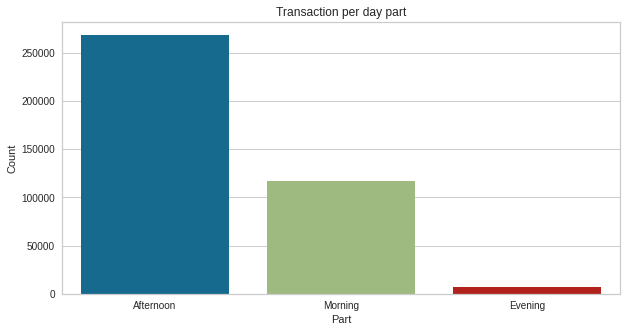 Transaction per day part
250000
200000
150000
100000
50000
0
Count
Afternoon Morning Evening
Part